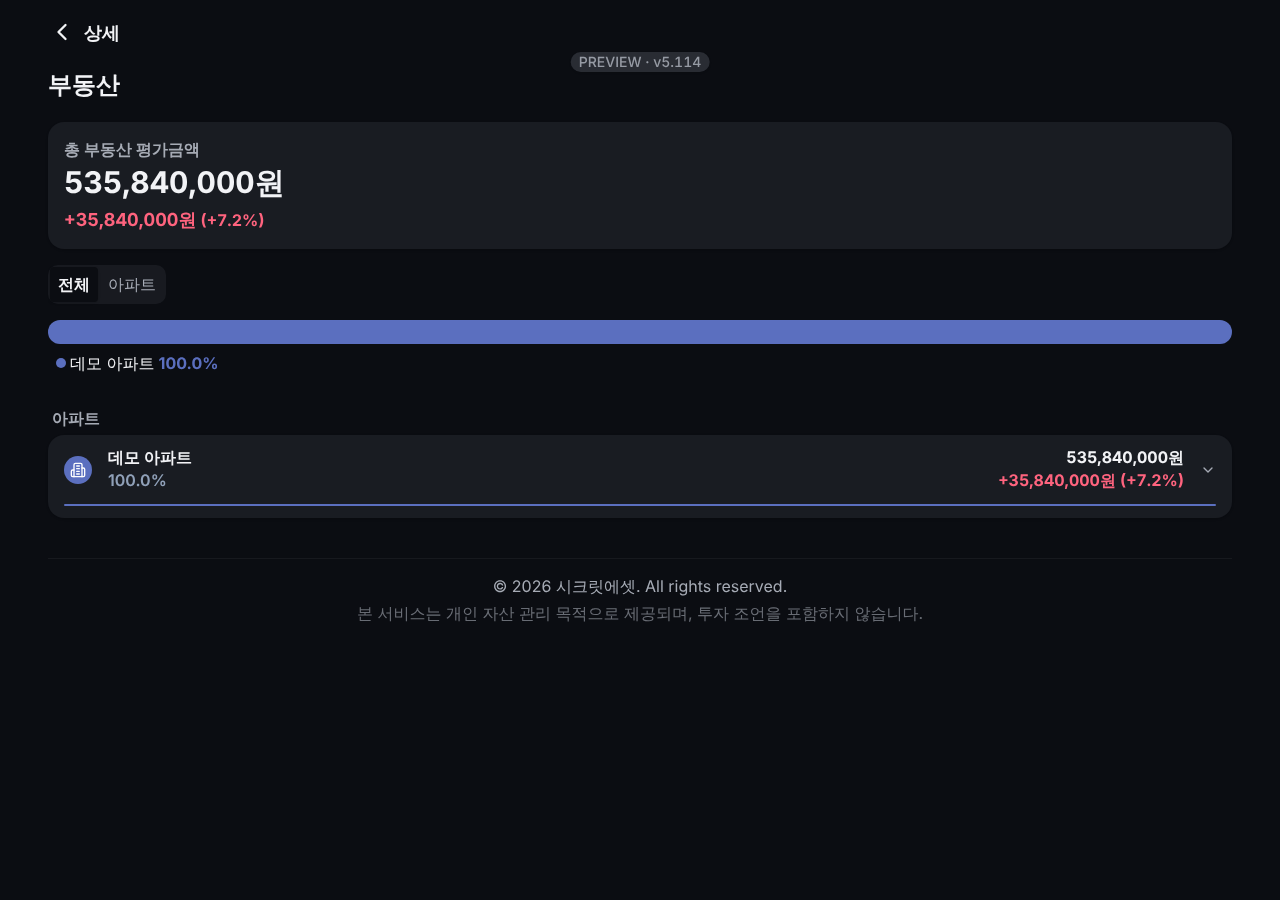 상세
PREVIEW · v5.114
부동산
총 부동산 평가금액
535,840,000원
+35,840,000원 (+7.2%)
전체 아파트
데모 아파트 100.0%
아파트
데모 아파트 535,840,000원
100.0% +35,840,000원 (+7.2%)
© 2026 시크릿에셋. All rights reserved.
본 서비스는 개인 자산 관리 목적으로 제공되며, 투자 조언을 포함하지 않습니다.